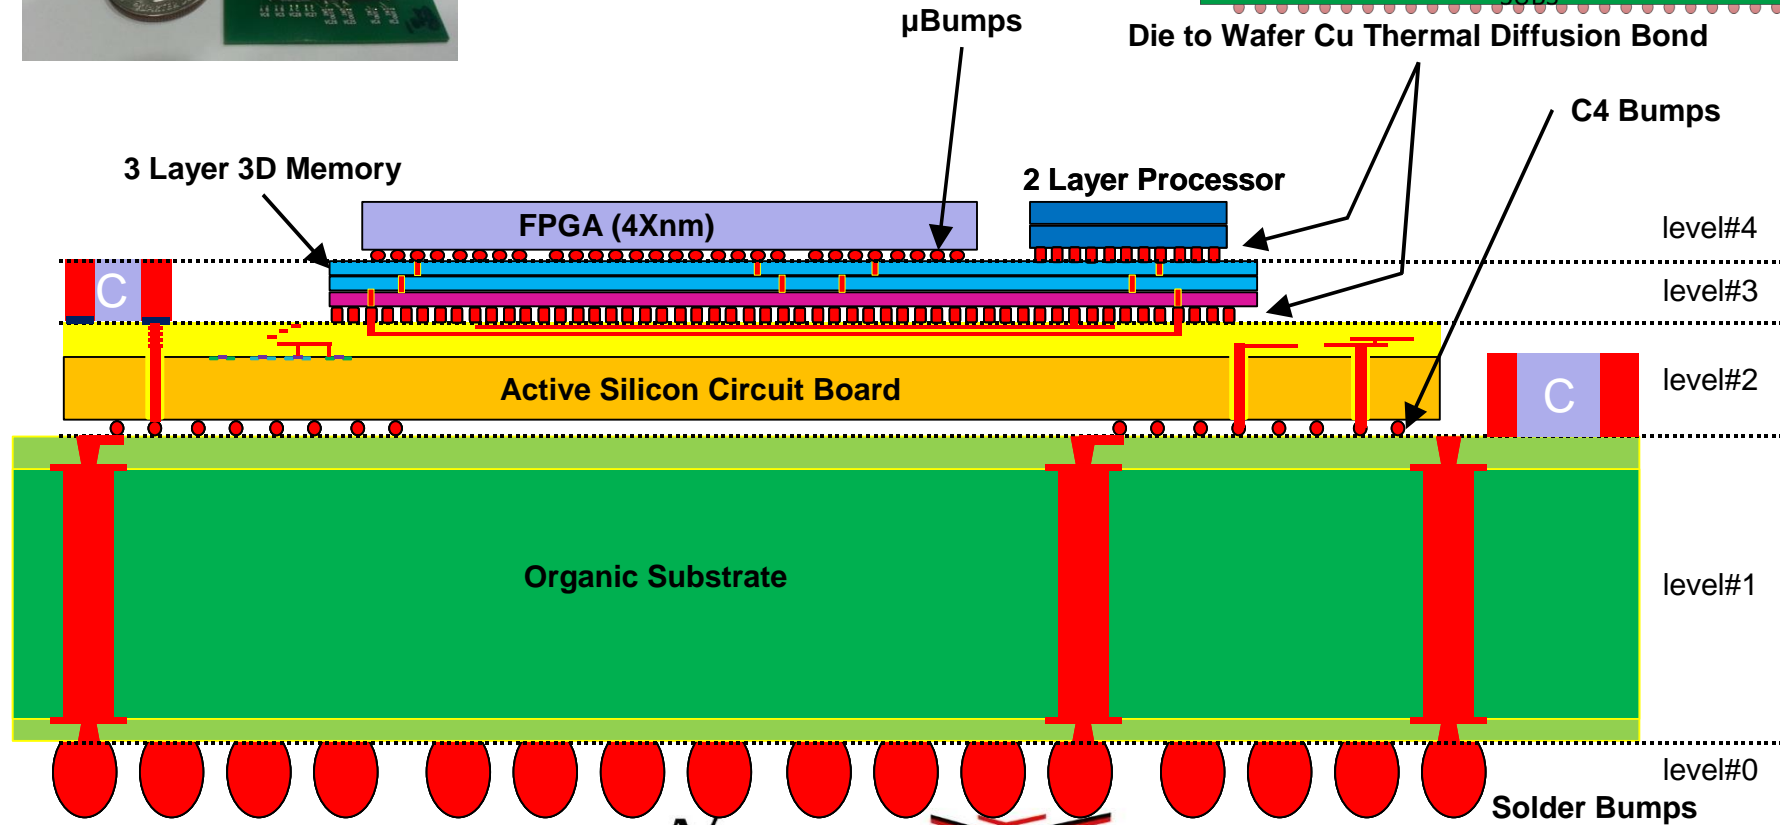 µBumps
Die to Wafer Cu Thermal Diffusion Bond
C4 Bumps
3 Layer 3D Memory
2 Layer Processor
FPGA (4Xnm)
level#4
C
level#3
Active Silicon Circuit Board
C
level#2
Organic Substrate
level#1
level#0
Solder Bumps